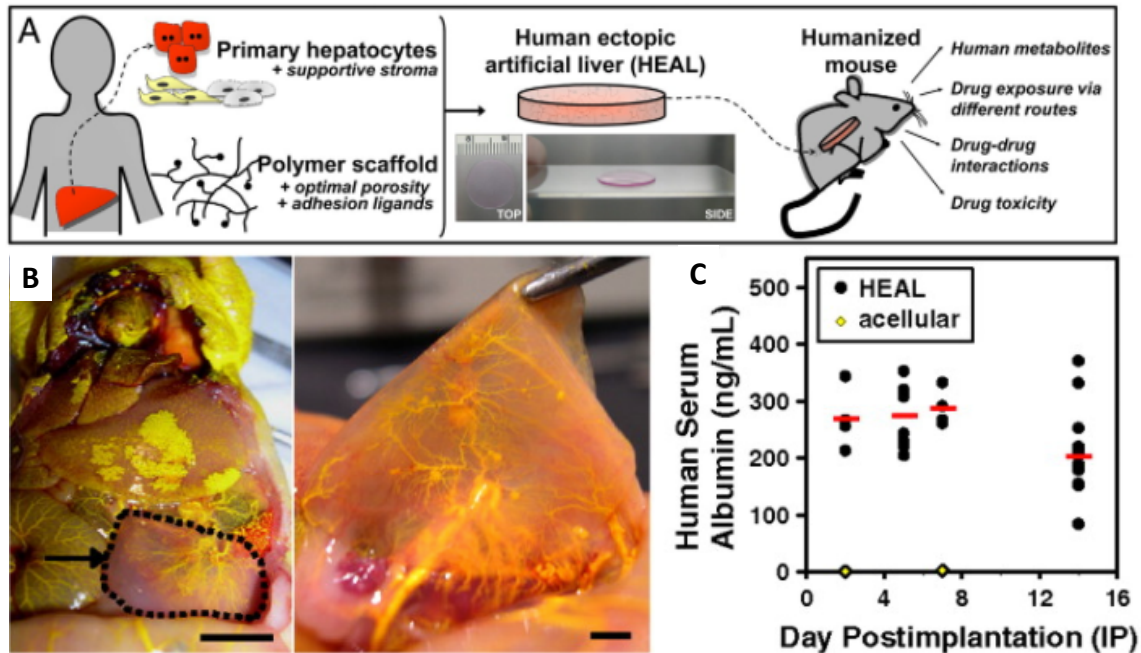 A
Primary hepatocytes
+ supportive stroma
Polymer scaffold
+ optimal porosity
+ adhesion ligands
Human ectopic
artificial liver (HEAL)
TOP
SIDE
Humanized
mouse
Human metabolites
Drug exposure via
different routes
Drug-drug
interactions
Drug toxicity
B
C
HEAL
acellular
Human Serum
Albumin (ng/mL)
500
400
300
200
100
0
0 4 8 12 16
Day Postimplantation (IP)